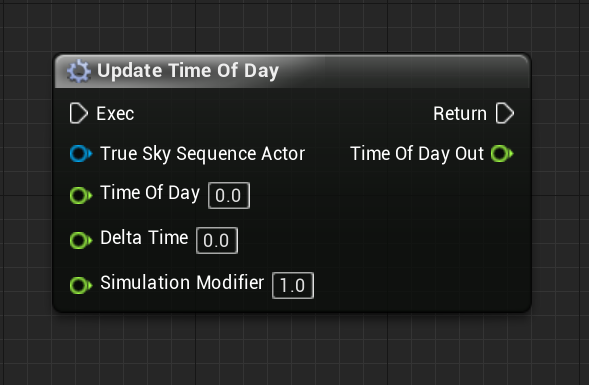 Update Time Of Day
Exec Return
True Sky Sequence Actor Time Of Day Out
Time Of Day 0.0
Delta Time 0.0
Simulation Modifier 1.0